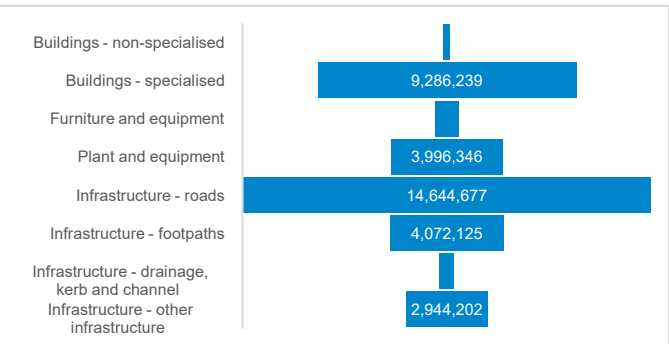 Buildings - non-specialised
Buildings - specialised
9,286,239
Furniture and equipment
Plant and equipment
3,996,346
Infrastructure - roads
14,644,677
Infrastructure - footpaths
4,072,125
Infrastructure - drainage,
kerb and channel
Infrastructure - other
infrastructure
2,944,202